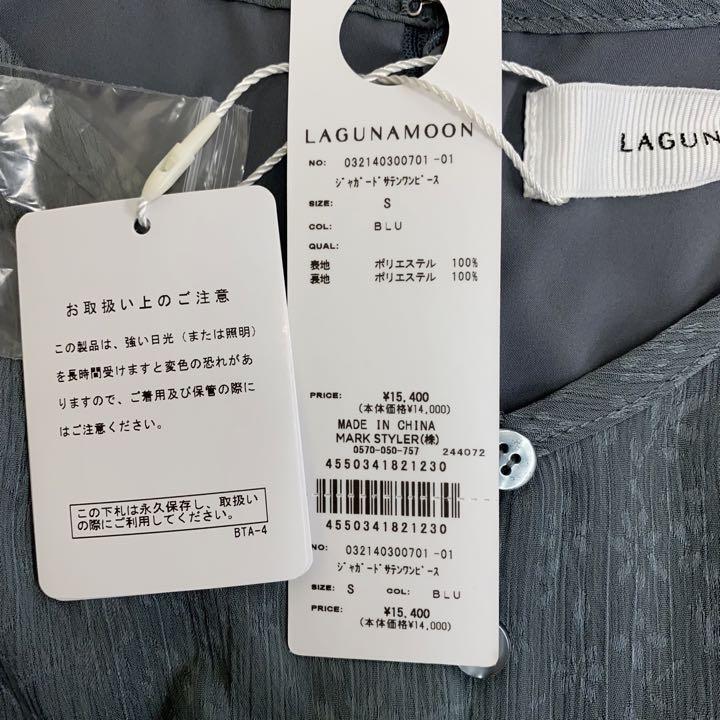 LAGUNAMOON
NO: 032140300701 -01
ジャガードサテンワンピース
SIZE: S
COL: BLU
QUAL:
表地 ポリエステル 100%
裏地 ポリエステル 100%
PRICE: ¥15,400
(本体価格¥14,000)
MADE IN CHINA
MARK STYLER(株)
0570-050-757 244072
4550341821230
4550341821230
NO: 032140300701 -01
ジャガードサテンワンピース
SIZE: S COL: BLU
PRICE: ¥15,400
(本体価格¥14,000)
お取扱い上のご注意
この製品は、強い日光(または照明)
を長時間受けますと変色の恐れがあ
りますので、ご着用及び保管の際に
はご注意ください。
この下札は永久保存し、取扱い
の際にご利用してください。
BTA-4
LAGUN